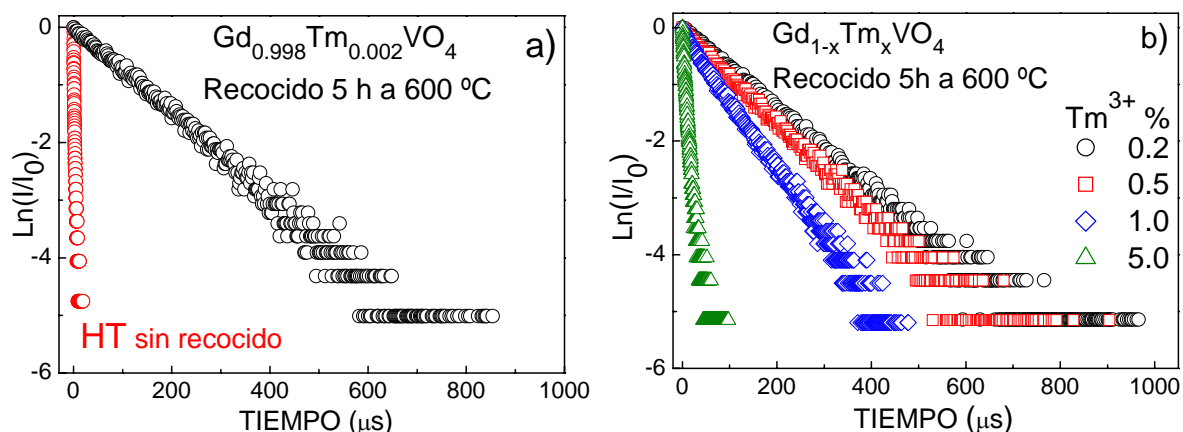 a)
Gd0.998Tm0.002VO4
Recocido 5 h a 600 ºC
HT sin recocido
Ln(I/I0)
0
-2
-4
-6
0 200 400 600 800 1000
TIEMPO (μs)
b)
Gd1-xTmxVO4
Recocido 5h a 600 ºC
Tm3+ %
0.2
0.5
1.0
5.0
Ln(I/I0)
0
-2
-4
-6
0 200 400 600 800 1000
TIEMPO (μs)